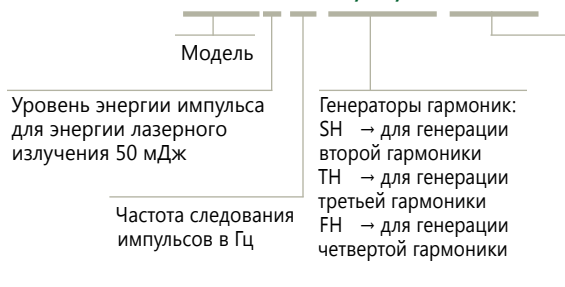 Модель
Уровень энергии импульса
для энергии лазерного
излучения 50 мДж
Частота следования
импульсов в Гц
Генераторы гармоник:
SH → для генерации
второй гармоники
TH → для генерации
третьей гармоники
FH → для генерации
четвертой гармоники